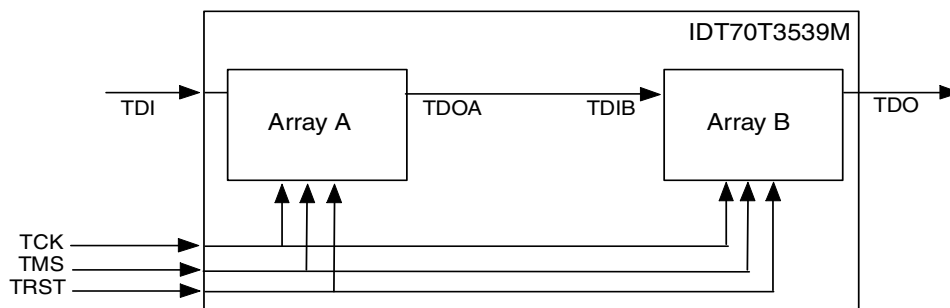 IDT70T3539M
TDI
Array A
TDOA
TDIB
Array B
TDO
TCK
TMS
TRST